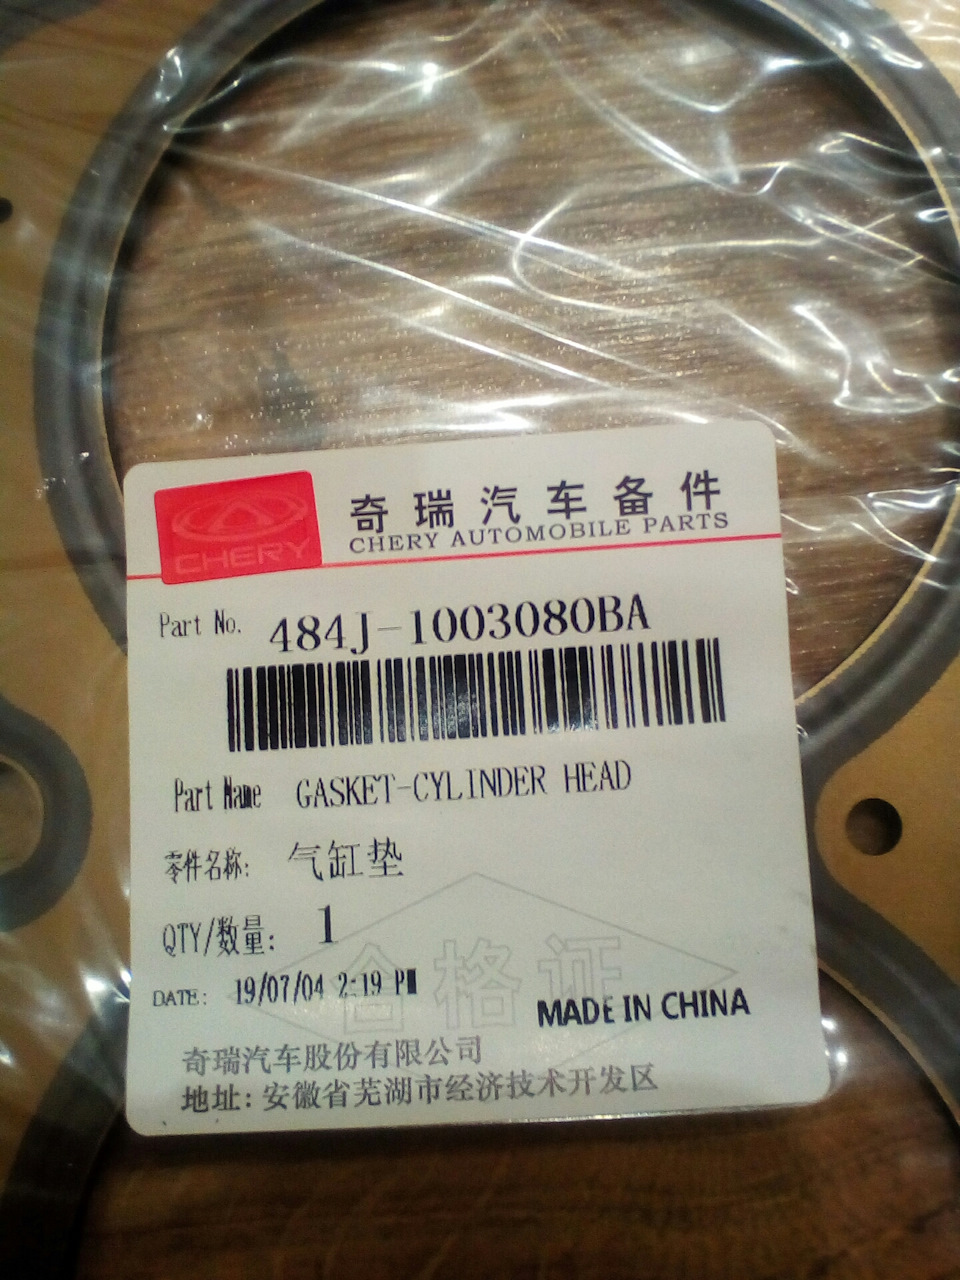 CHERY
奇瑞汽车备件
CHERY AUTOMOBILE PARTS
Part No. 484J-1003080BA
Part Name GASKET-CYLINDER HEAD
零件名称: 气缸垫
QTY/数量: 1
合格证
DATE: 19/07/04 2:19 PM
MADE IN CHINA
奇瑞汽车股份有限公司
地址: 安徽省芜湖市经济技术开发区